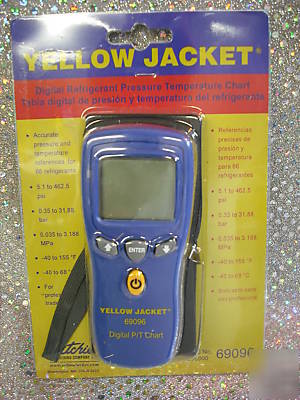 YELLOW JACKET®
Digital Refrigerant Pressure Temperature Chart
Tabla digital de presión y temperatura del refrigerante
• Accurate
pressure and
temperature
references for
66 refrigerants
• 5.1 to 462.5
psi
• 0.35 to 31.88
bar
• 0.035 to 3.188
MPa
• -40 to 155 °F
• -40 to 68 °C
• For
ENTER
YELLOW JACKET
69096
Digital P/T Chart
• Referencias
precisas de
presión y
temperatura
para 66
refrigerantes
• 5.1 to 462.5
psi
• 0.35 to 31.88
bar
• 0.035 to 3.188
MPa
• -40 to 155 °F
• -40 to 68 °C
No. 69096